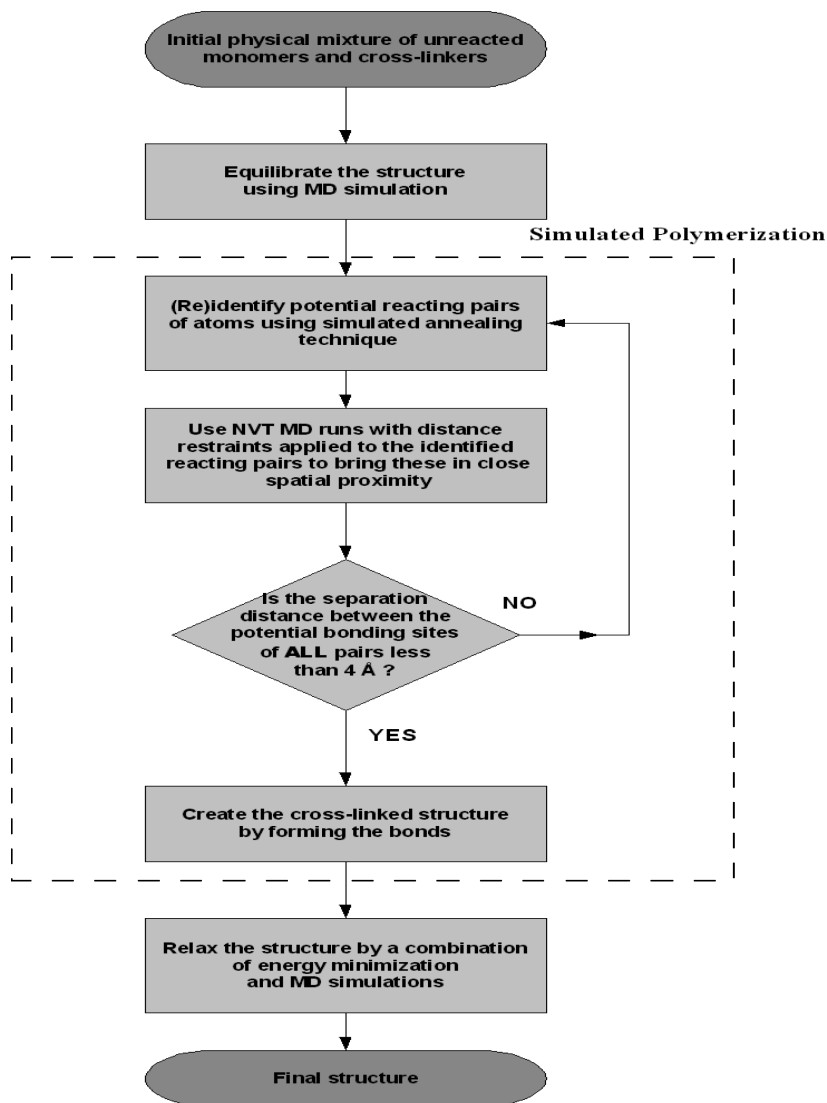 Initial physical mixture of unreacted
monomers and cross-linkers
Equilibrate the structure
using MD simulation
Simulated Polymerization
(Re)identify potential reacting pairs
of atoms using simulated annealing
technique
Use NVT MD runs with distance
restraints applied to the identified
reacting pairs to bring these in close
spatial proximity
Is the separation
distance between the
potential bonding sites
of ALL pairs less
than 4 Å ?
NO
YES
Create the cross-linked structure
by forming the bonds
Relax the structure by a combination
of energy minimization
and MD simulations
Final structure